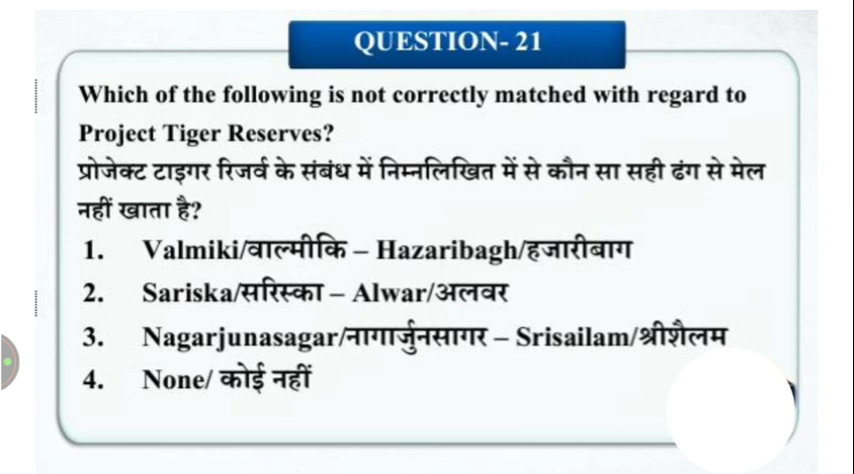 QUESTION- 21
Which of the following is not correctly matched with regard to
Project Tiger Reserves?
प्रोजेक्ट टाइगर रिजर्व के संबंध में निम्नलिखित में से कौन सा सही ढंग से मेल
नहीं खाता है?
1. Valmiki/वाल्मीकि – Hazaribagh/हजारीबाग
2. Sariska/सरिस्का – Alwar/अलवर
3. Nagarjunasagar/नागार्जुनसागर – Srisailam/श्रीशैलम
4. None/ कोई नहीं